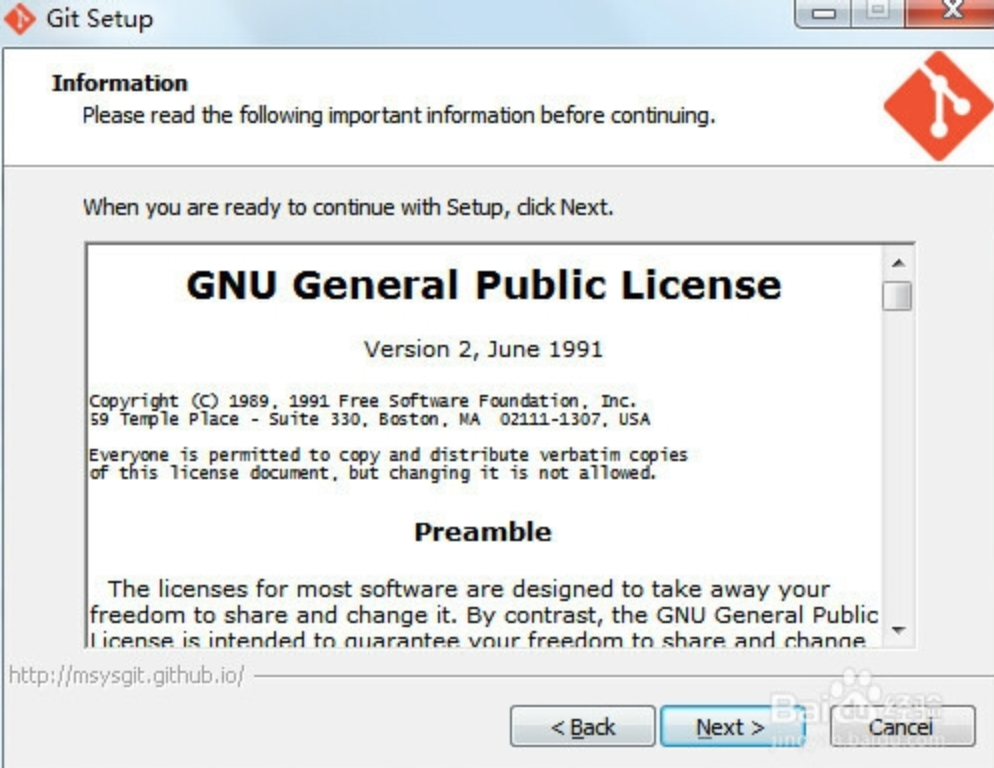 Git Setup
Information
Please read the following important information before continuing.
When you are ready to continue with Setup, click Next.
GNU General Public License
Version 2, June 1991
Copyright (C) 1989, 1991 Free Software Foundation, Inc.
59 Temple Place - Suite 330, Boston, MA  02111-1307, USA
Everyone is permitted to copy and distribute verbatim copies
of this license document, but changing it is not allowed.
Preamble
The licenses for most software are designed to take away your
freedom to share and change it. By contrast, the GNU General Public
License is intended to guarantee your freedom to share and change
http://msysgit.github.io/
< Back
Next >
Cancel
Baidu 经验
jingyan.baidu.com